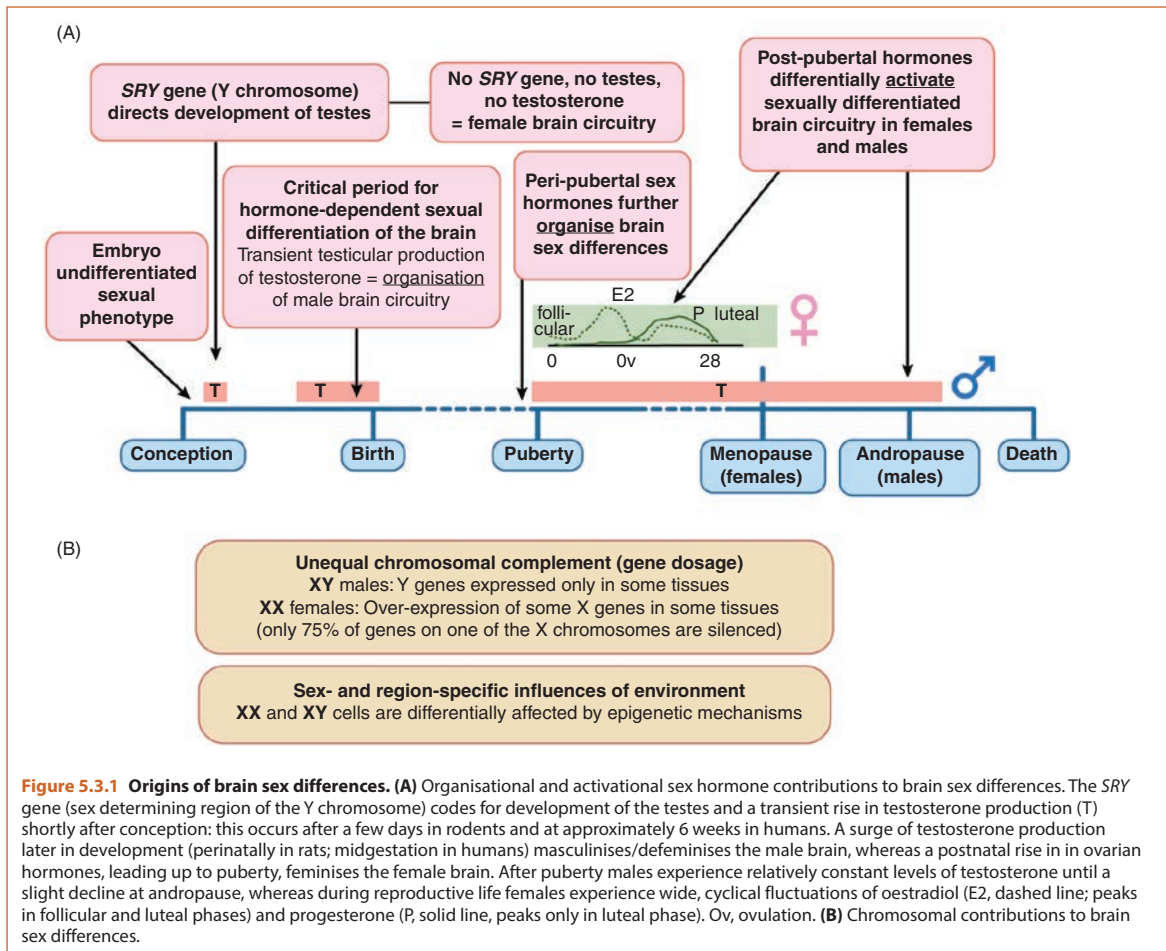 (A)
SRY gene (Y chromosome)
directs development of testes
No SRY gene, no testes,
no testosterone
= female brain circuitry
Post-pubertal hormones
differentially activate
sexually differentiated
brain circuitry in females
and males
Embryo
undifferentiated
sexual
phenotype
Critical period for
hormone-dependent sexual
differentiation of the brain
Transient testicular production
of testosterone = organisation
of male brain circuitry
Peri-pubertal sex
hormones further
organise brain
sex differences
E2
folli-
cular
P luteal
0 0v 28
T T T
Conception
Birth
Puberty
Menopause
(females)
Andropause
(males)
Death
(B)
Unequal chromosomal complement (gene dosage)
XY males: Y genes expressed only in some tissues
XX females: Over-expression of some X genes in some tissues
(only 75% of genes on one of the X chromosomes are silenced)
Sex- and region-specific influences of environment
XX and XY cells are differentially affected by epigenetic mechanisms
Figure 5.3.1 Origins of brain sex differences. (A) Organisational and activational sex hormone contributions to brain sex differences. The SRY
gene (sex determining region of the Y chromosome) codes for development of the testes and a transient rise in testosterone production (T)
shortly after conception: this occurs after a few days in rodents and at approximately 6 weeks in humans. A surge of testosterone production
later in development (perinatally in rats; midgestation in humans) masculinises/defeminises the male brain, whereas a postnatal rise in in ovarian
hormones, leading up to puberty, feminises the female brain. After puberty males experience relatively constant levels of testosterone until a
slight decline at andropause, whereas during reproductive life females experience wide, cyclical fluctuations of oestradiol (E2, dashed line; peaks
in follicular and luteal phases) and progesterone (P, solid line, peaks only in luteal phase). Ov, ovulation. (B) Chromosomal contributions to brain
sex differences.